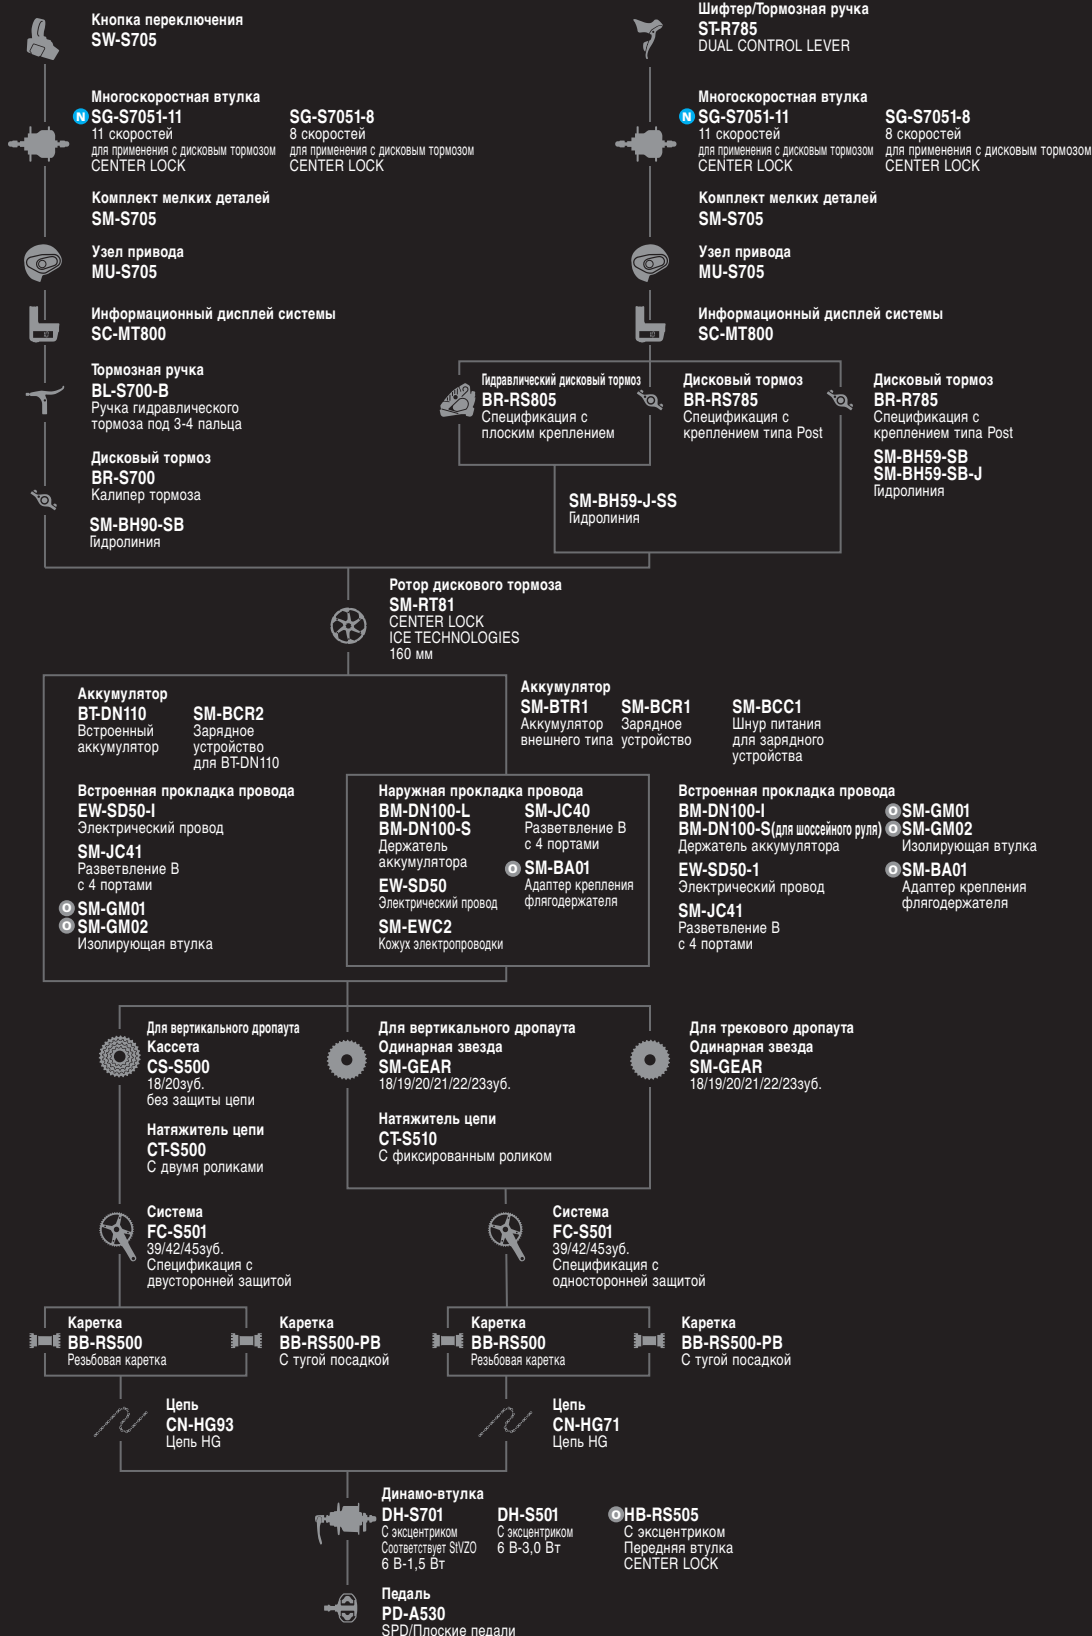 Кнопка переключения
SW-S705
Шифтер/Тормозная ручка
ST-R785
DUAL CONTROL LEVER
Многоскоростная втулка
N SG-S7051-11
11 скоростей
для применения с дисковым тормозом
CENTER LOCK
SG-S7051-8
8 скоростей
для применения с дисковым тормозом
CENTER LOCK
Многоскоростная втулка
N SG-S7051-11
11 скоростей
для применения с дисковым тормозом
CENTER LOCK
SG-S7051-8
8 скоростей
для применения с дисковым тормозом
CENTER LOCK
Комплект мелких деталей
SM-S705
Комплект мелких деталей
SM-S705
Узел привода
MU-S705
Узел привода
MU-S705
Информационный дисплей системы
SC-MT800
Информационный дисплей системы
SC-MT800
Тормозная ручка
BL-S700-B
Ручка гидравлического
тормоза под 3-4 пальца
Дисковый тормоз
BR-S700
Калипер тормоза
SM-BH90-SB
Гидролиния
Гидравлический дисковый тормоз
BR-RS805
Спецификация с
плоским креплением
Дисковый тормоз
BR-RS785
Спецификация с
креплением типа Post
Дисковый тормоз
BR-R785
Спецификация с
креплением типа Post
SM-BH59-SB
SM-BH59-SB-J
Гидролиния
SM-BH59-J-SS
Гидролиния
Ротор дискового тормоза
SM-RT81
CENTER LOCK
ICE TECHNOLOGIES
160 мм
Аккумулятор
BT-DN110
Встроенный
аккумулятор
SM-BCR2
Зарядное
устройство
для BT-DN110
Аккумулятор
SM-BTR1
Аккумулятор
внешнего типа
SM-BCR1
Зарядное
устройство
SM-BCC1
Шнур питания
для зарядного
устройства
Встроенная прокладка провода
EW-SD50-I
Электрический провод
SM-JC41
Разветвление B
с 4 портами
O SM-GM01
O SM-GM02
Изолирующая втулка
Наружная прокладка провода
BM-DN100-L
BM-DN100-S
Держатель
аккумулятора
EW-SD50
Электрический провод
SM-EWC2
Кожух электропроводки
SM-JC40
Разветвление B
с 4 портами
O SM-BA01
Адаптер крепления
флягодержателя
Встроенная прокладка провода
BM-DN100-I
BM-DN100-S(для шоссейного руля)
Держатель аккумулятора
EW-SD50-1
Электрический провод
SM-JC41
Разветвление B
с 4 портами
O SM-GM01
O SM-GM02
Изолирующая втулка
O SM-BA01
Адаптер крепления
флягодержателя
Для вертикального дропаута
Кассета
CS-S500
18/20зуб.
без защиты цепи
Натяжитель цепи
CT-S500
С двумя роликами
Для вертикального дропаута
Одинарная звезда
SM-GEAR
18/19/20/21/22/23зуб.
Натяжитель цепи
CT-S510
С фиксированным роликом
Для трекового дропаута
Одинарная звезда
SM-GEAR
18/19/20/21/22/23зуб.
Система
FC-S501
39/42/45зуб.
Спецификация с
двусторонней защитой
Система
FC-S501
39/42/45зуб.
Спецификация с
односторонней защитой
Каретка
BB-RS500
Резьбовая каретка
Каретка
BB-RS500-PB
С тугой посадкой
Каретка
BB-RS500
Резьбовая каретка
Каретка
BB-RS500-PB
С тугой посадкой
Цепь
CN-HG93
Цепь HG
Цепь
CN-HG71
Цепь HG
Динамо-втулка
DH-S701
С эксцентриком
Соответствует StVZO
6 В-1,5 Вт
DH-S501
С эксцентриком
6 В-3,0 Вт
O HB-RS505
С эксцентриком
Передняя втулка
CENTER LOCK
Педаль
PD-A530
SPD/Плоские педали